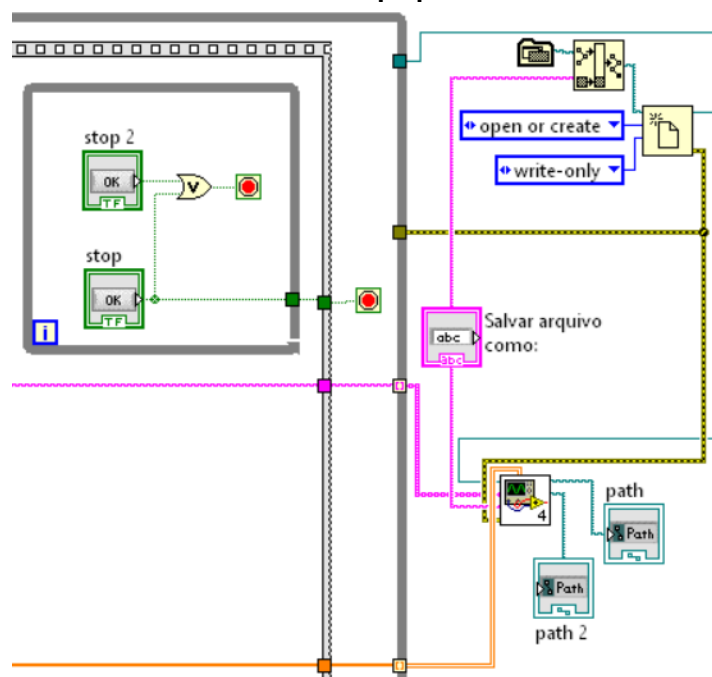 open or create
write-only
stop 2
OK
TF
stop
OK
TF
i
abc
abc
Salvar arquivo
como:
4
path
Path
Path
path 2